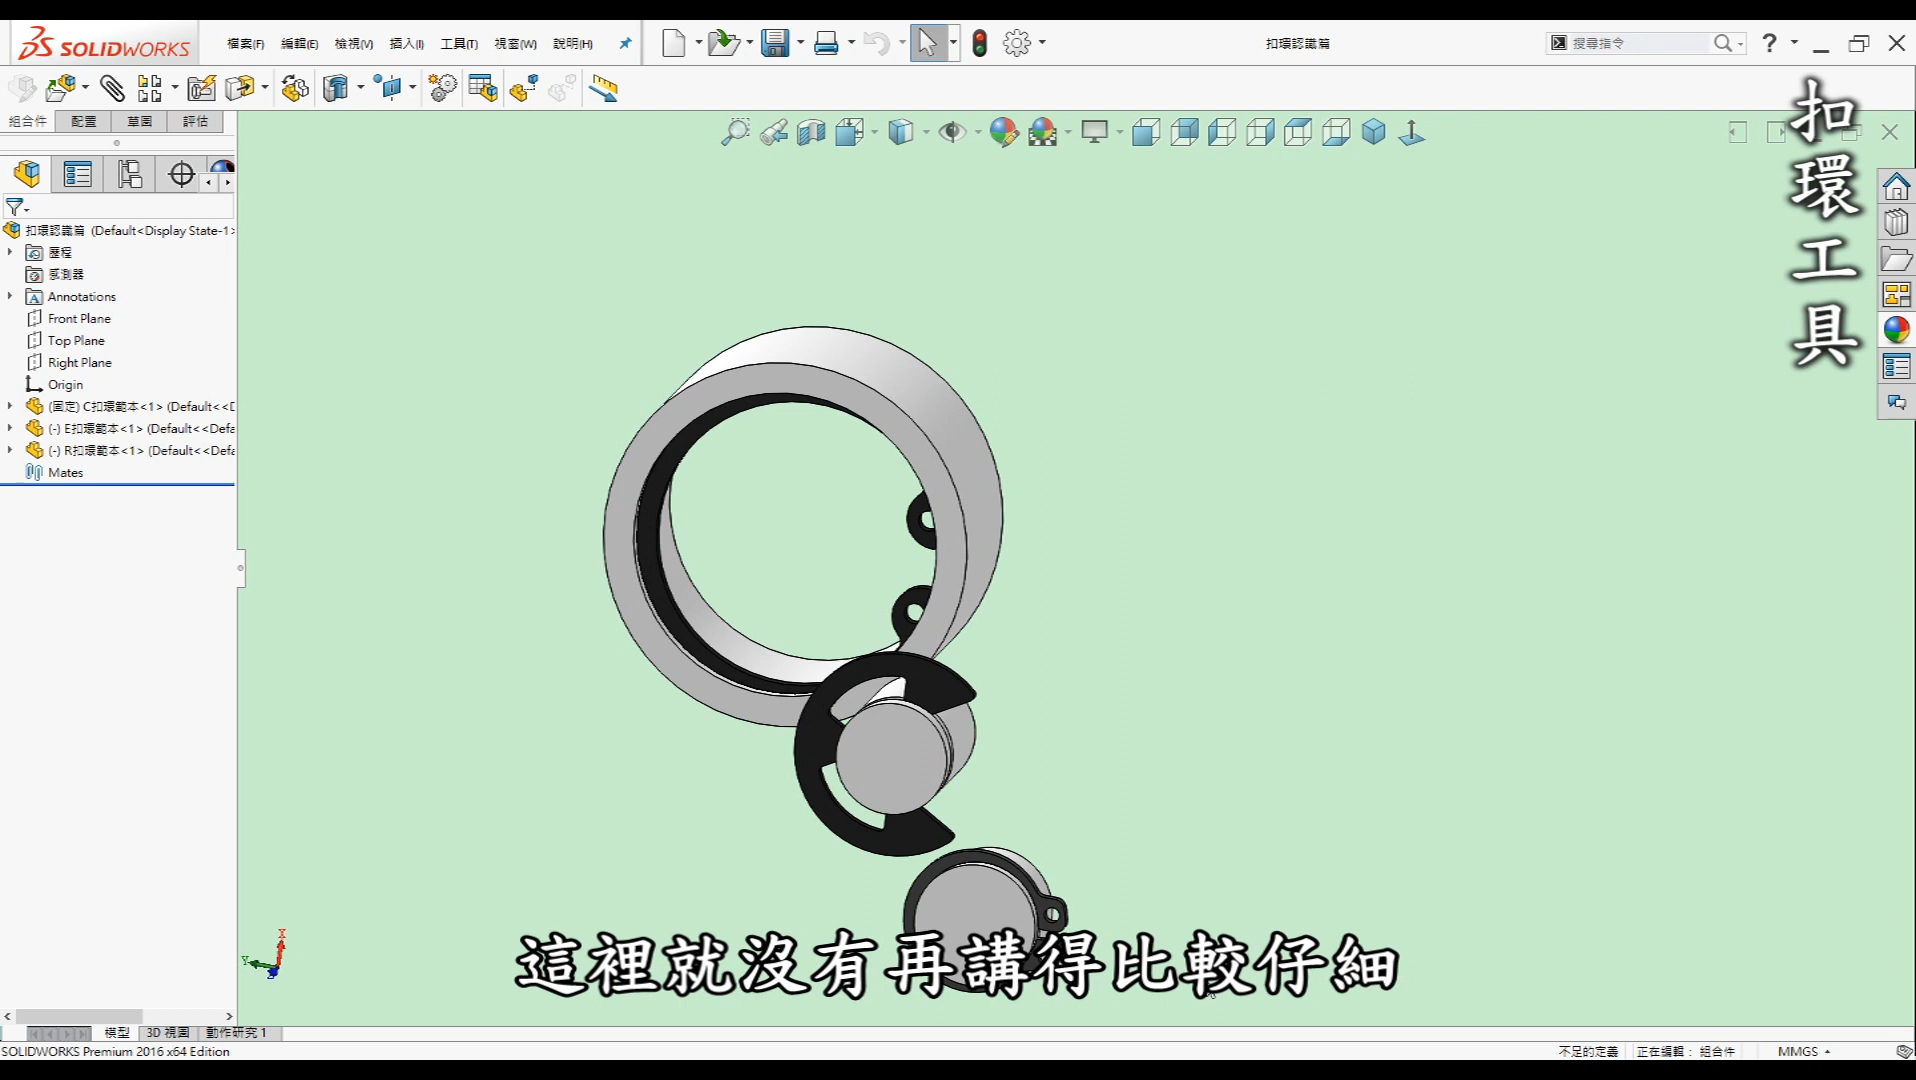 SOLIDWORKS
檔案(F)
編輯(E)
檢視(V)
插入(I)
工具(T)
視窗(W)
說明(H)
扣環認識篇
搜尋指令
?
組合件
配置
草圖
評估
扣環認識篇 (Default<Display State-1>
歷程
感測器
Annotations
Front Plane
Top Plane
Right Plane
Origin
(固定) C扣環範本<1> (Default<<D
(-) E扣環範本<1> (Default<<Defa
(-) R扣環範本<1> (Default<<Defa
Mates
扣環工具
這裡就沒有再講得比較仔細
模型
3D 視圖
動作研究 1
SOLIDWORKS Premium 2016 x64 Edition
不足的定義
正在編輯: 組合件
MMGS